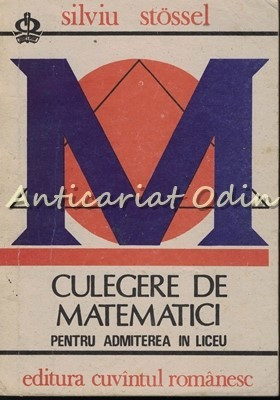 silviu stössel
M
Anticariat Odin
CULEGERE DE
MATEMATICI
PENTRU ADMITEREA IN LICEU
editura cuvîntul românesc